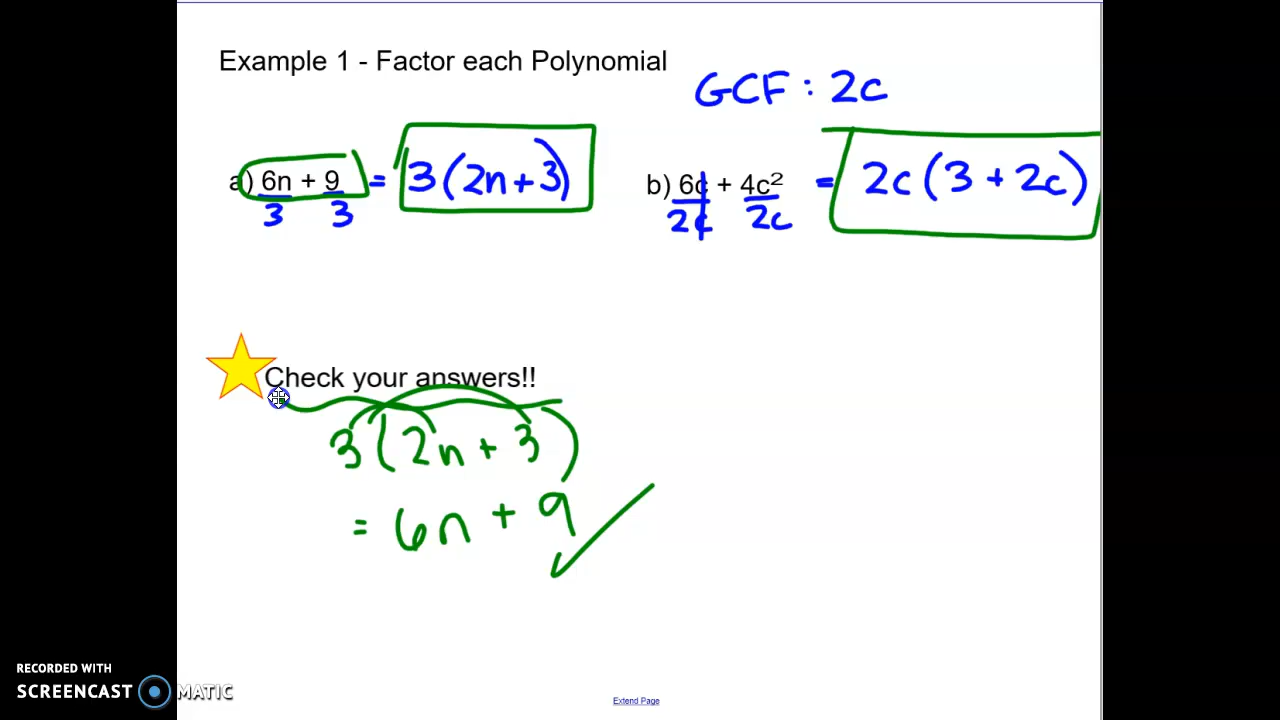 Example 1 - Factor each Polynomial
GCF : 2c
a) 6n + 9 = 3(2n+3)
3 3
b) 6c + 4c² = 2c(3 + 2c)
2c 2c
Check your answers!!
3(2n + 3)
= 6n + 9
RECORDED WITH
SCREENCAST MATIC
Extend Page